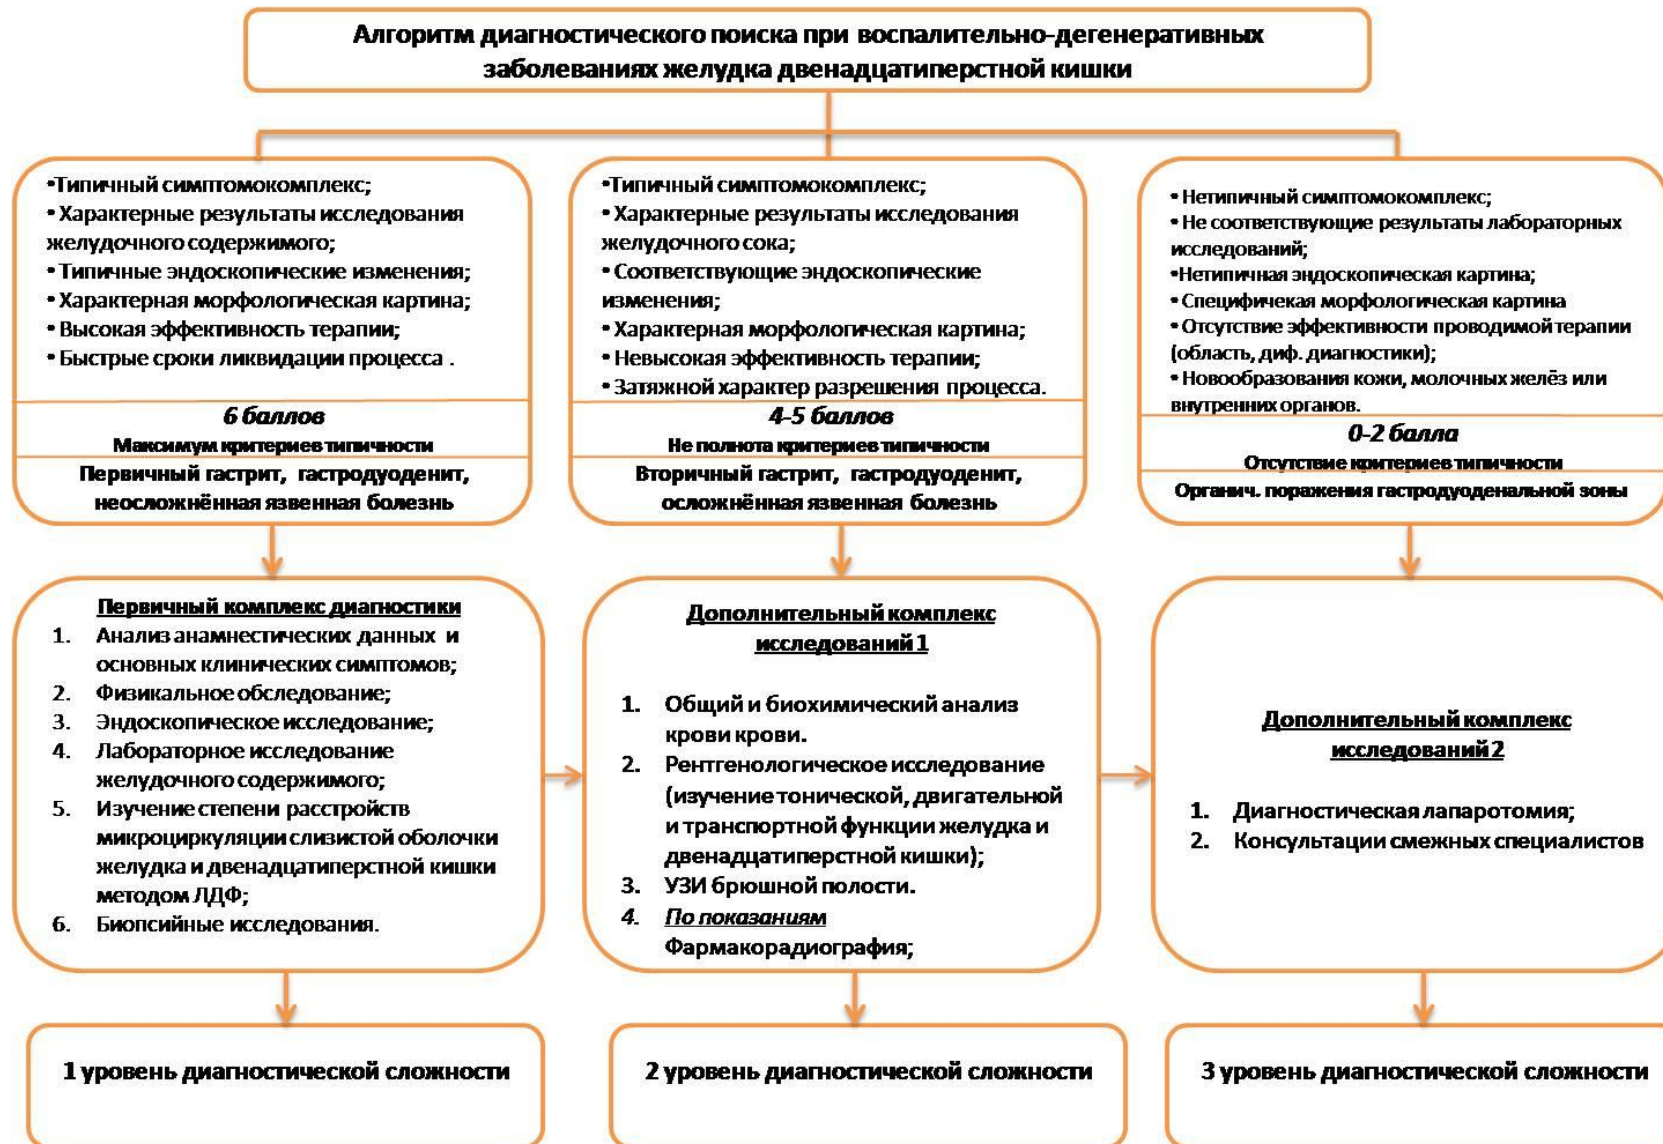 Алгоритм диагностического поиска при воспалительно-дегенеративных
заболеваниях желудка двенадцатиперстной кишки
•Типичный симптомокомплекс;
• Характерные результаты исследования
желудочного содержимого;
• Типичные эндоскопические изменения;
• Характерная морфологическая картина;
• Высокая эффективность терапии;
• Быстрые сроки ликвидации процесса .
6 баллов
Максимум критериев типичности
Первичный гастрит, гастродуоденит,
неосложнённая язвенная болезнь
•Типичный симптомокомплекс;
• Характерные результаты исследования
желудочного сока;
• Соответствующие эндоскопические
изменения;
• Характерная морфологическая картина;
• Невысокая эффективность терапии;
• Затяжной характер разрешения процесса.
4-5 баллов
Не полнота критериев типичности
Вторичный гастрит, гастродуоденит,
осложнённая язвенная болезнь
• Нетипичный симптомокомплекс;
• Не соответствующие результаты лабораторных
исследований;
•Нетипичная эндоскопическая картина;
• Специфичекая морфологическая картина
• Отсутствие эффективности проводимой терапии
(область, диф. диагностики);
• Новообразования кожи, молочных желёз или
внутренних органов.
0-2 балла
Отсутствие критериев типичности
Органич. поражения гастродуоденальной зоны
Первичный комплекс диагностики
1. Анализ анамнестических данных и
основных клинических симптомов;
2. Физикальное обследование;
3. Эндоскопическое исследование;
4. Лабораторное исследование
желудочного содержимого;
5. Изучение степени расстройств
микроциркуляции слизистой оболочки
желудка и двенадцатиперстной кишки
методом ЛДФ;
6. Биопсийные исследования.
Дополнительный комплекс
исследований 1
1. Общий и биохимический анализ
крови крови.
2. Рентгенологическое исследование
(изучение тонической, двигательной
и транспортной функции желудка и
двенадцатиперстной кишки);
3. УЗИ брюшной полости.
4. По показаниям
Фармакорадиография;
Дополнительный комплекс
исследований 2
1. Диагностическая лапаротомия;
2. Консультации смежных специалистов
1 уровень диагностической сложности
2 уровень диагностической сложности
3 уровень диагностической сложности